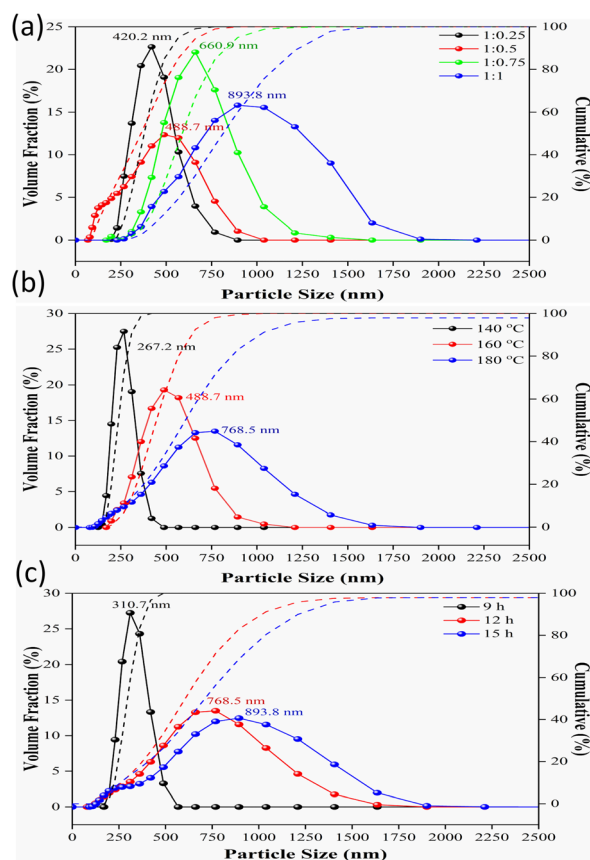 (a)
25
20
15
10
5
0
Volume Fraction (%)
420.2 nm
660.9 nm
893.8 nm
488.7 nm
1:0.25
1:0.5
1:0.75
1:1
100
80
60
40
20
0
Cumulative (%)
0 250 500 750 1000 1250 1500 1750 2000 2250 2500
Particle Size (nm)
(b)
30
25
20
15
10
5
0
Volume Fraction (%)
267.2 nm
488.7 nm
768.5 nm
140 °C
160 °C
180 °C
100
80
60
40
20
0
Cumulative (%)
0 250 500 750 1000 1250 1500 1750 2000 2250 2500
Particle Size (nm)
(c)
30
25
20
15
10
5
0
Volume Fraction (%)
310.7 nm
768.5 nm
893.8 nm
9 h
12 h
15 h
100
80
60
40
20
0
Cumulative (%)
0 250 500 750 1000 1250 1500 1750 2000 2250 2500
Particle Size (nm)